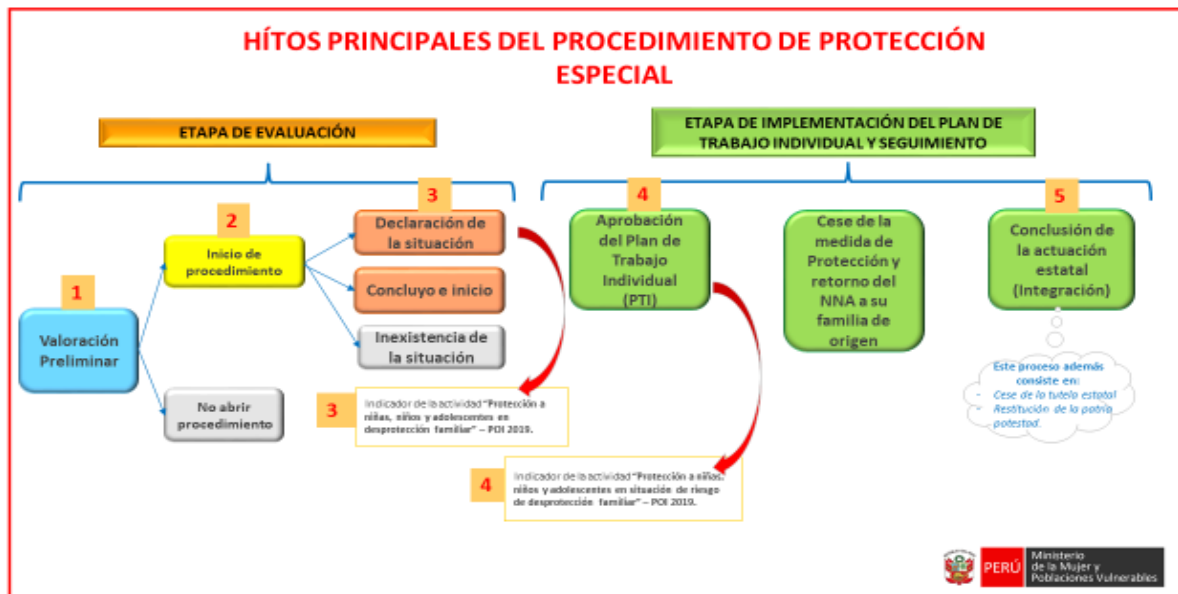 HÍTOS PRINCIPALES DEL PROCEDIMIENTO DE PROTECCIÓN
ESPECIAL
ETAPA DE EVALUACIÓN
ETAPA DE IMPLEMENTACIÓN DEL PLAN DE
TRABAJO INDIVIDUAL Y SEGUIMIENTO
1
Valoración
Preliminar
2
Inicio de
procedimiento
No abrir
procedimiento
3
Declaración de
la situación
Concluyo e inicio
Inexistencia de
la situación
3
Indicador de la actividad "Protección a
niñas, niños y adolescentes en
desprotección familiar" – POI 2019.
4
Aprobación
del Plan de
Trabajo
Individual
(PTI)
4
Indicador de la actividad "Protección a niñas,
niños y adolescentes en situación de riesgo
de desprotección familiar" – POI 2019.
Cese de la
medida de
Protección y
retorno del
NNA a su
familia de
origen
5
Conclusión de
la actuación
estatal
(Integración)
Este proceso además
consiste en:
- Cese de la tutela estatal
- Restitución de la patria
potestad.
PERÚ
Ministerio
de la Mujer y
Poblaciones Vulnerables